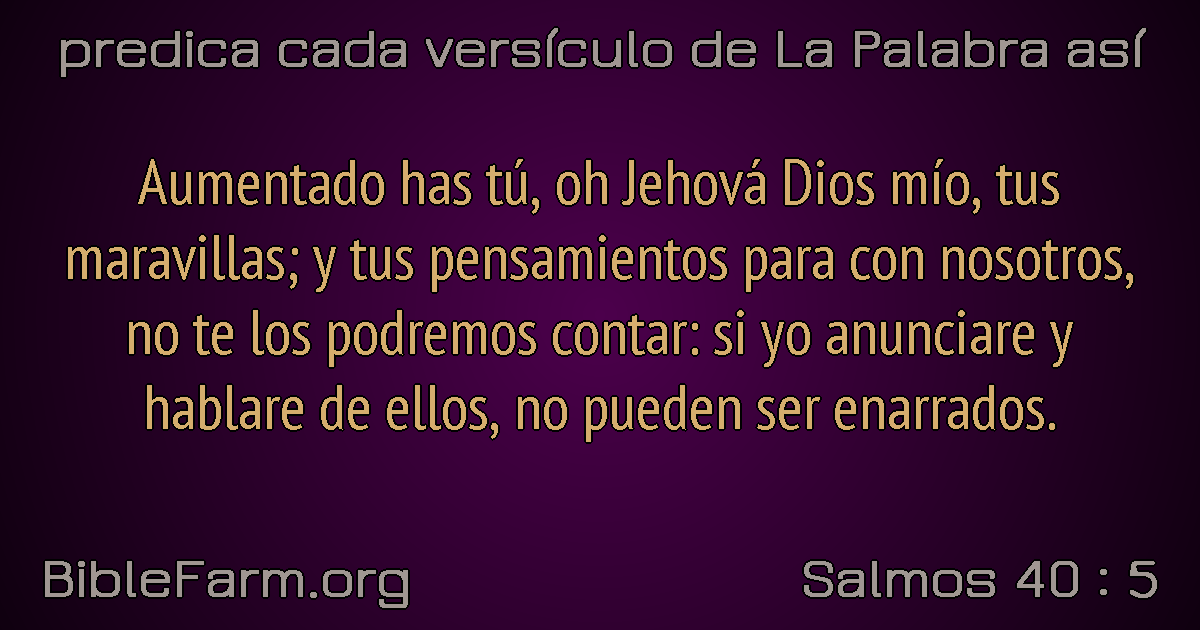 predica cada versículo de La Palabra así
Aumentado has tú, oh Jehová Dios mío, tus
maravillas; y tus pensamientos para con nosotros,
no te los podremos contar: si yo anunciare y
hablare de ellos, no pueden ser enarrados.
BibleFarm.org
Salmos 40 : 5